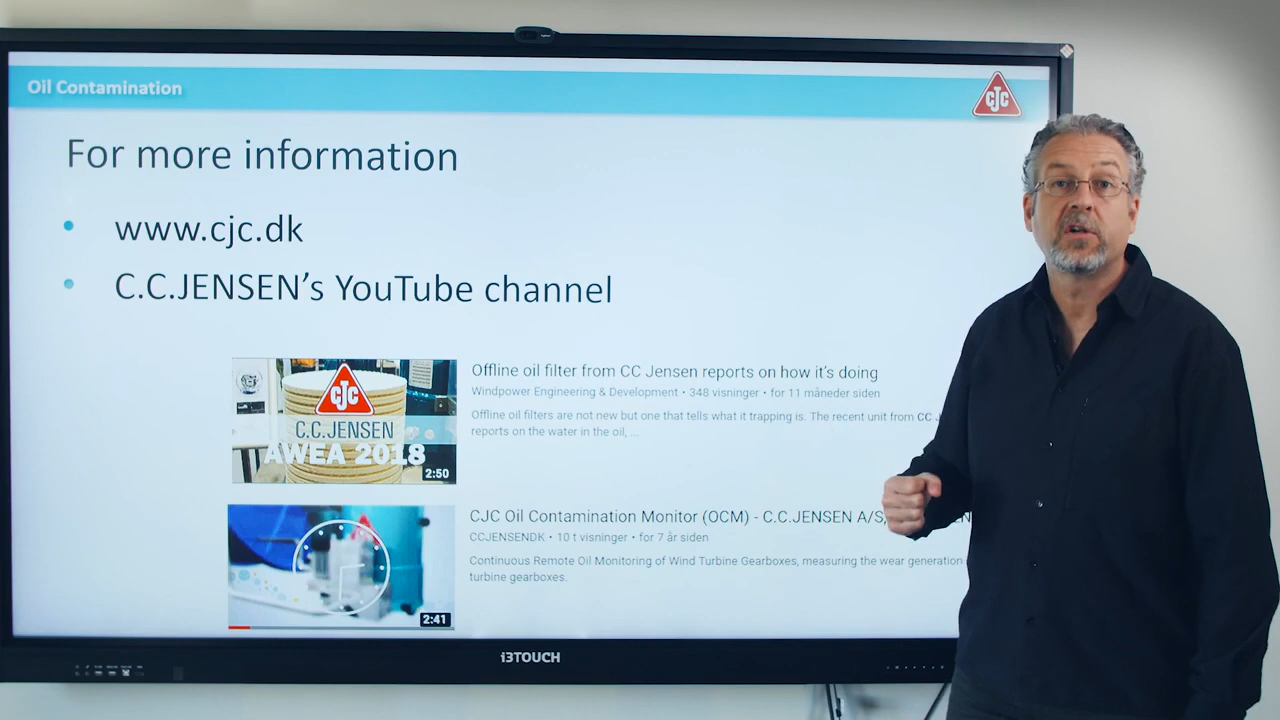 Oil Contamination
CJC
For more information
• www.cjc.dk
• C.C.JENSEN's YouTube channel
CJC
C.C.JENSEN
AWEA 2018
2:50
Offline oil filter from CC Jensen reports on how it's doing
Windpower Engineering & Development • 348 visninger • for 11 måneder siden
Offline oil filters are not new but one that tells what it trapping is. The recent unit from CC J
reports on the water in the oil, ...
2:41
CJC Oil Contamination Monitor (OCM) - C.C.JENSEN A/S, EN
CCJENSENDK • 10 t visninger • for 7 år siden
Continuous Remote Oil Monitoring of Wind Turbine Gearboxes, measuring the wear generation
turbine gearboxes.
i3TOUCH